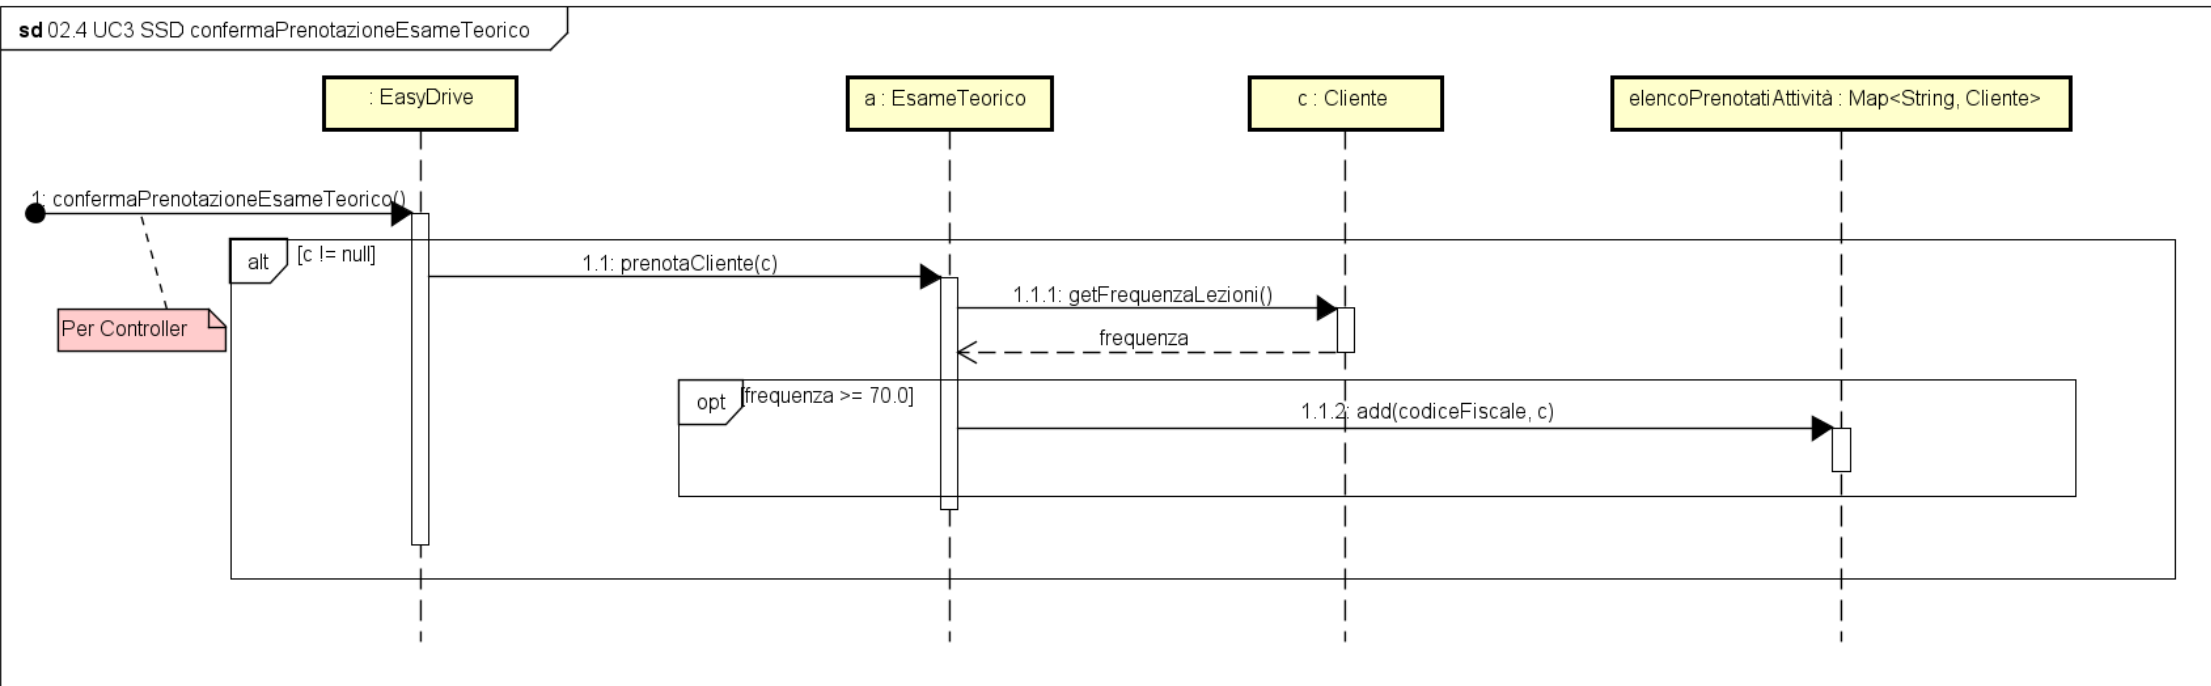 sd 02.4 UC3 SSD confermaPrenotazioneEsameTeorico
: EasyDrive
a : EsameTeorico
c : Cliente
elencoPrenotatiAttività : Map<String, Cliente>
1: confermaPrenotazioneEsameTeorico()
alt
[c != null]
1.1: prenotaCliente(c)
1.1.1: getFrequenzaLezioni()
Per Controller
frequenza
opt
[frequenza >= 70.0]
1.1.2: add(codiceFiscale, c)